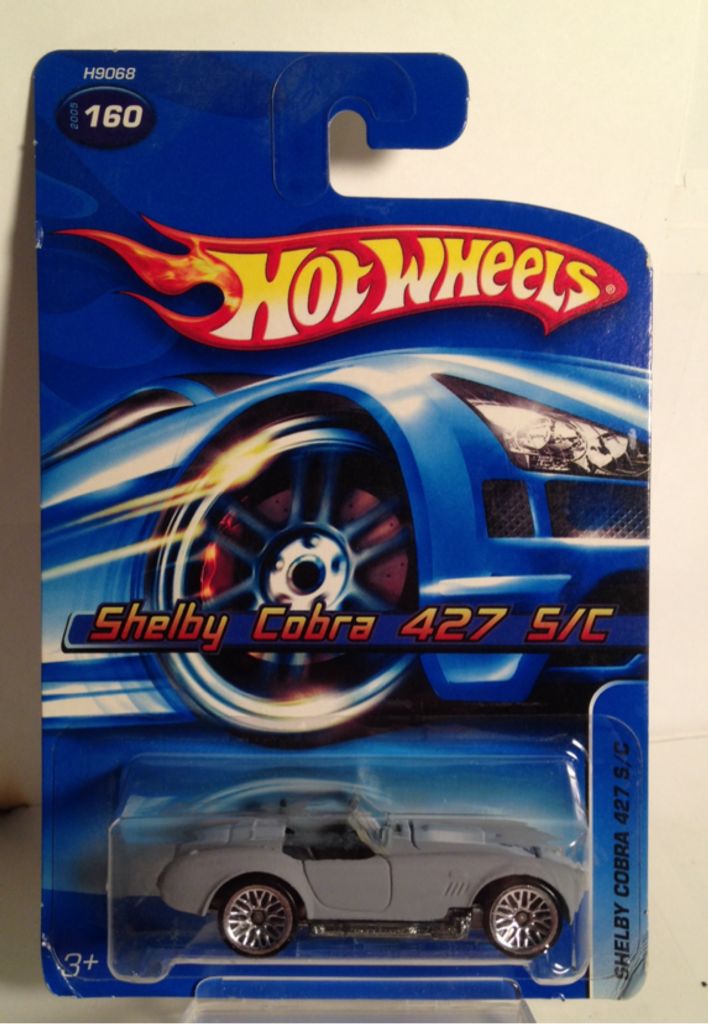 H9068
2005 160
HOT WHEELS®
Shelby Cobra 427 S/C
SHELBY COBRA 427 S/C
3+